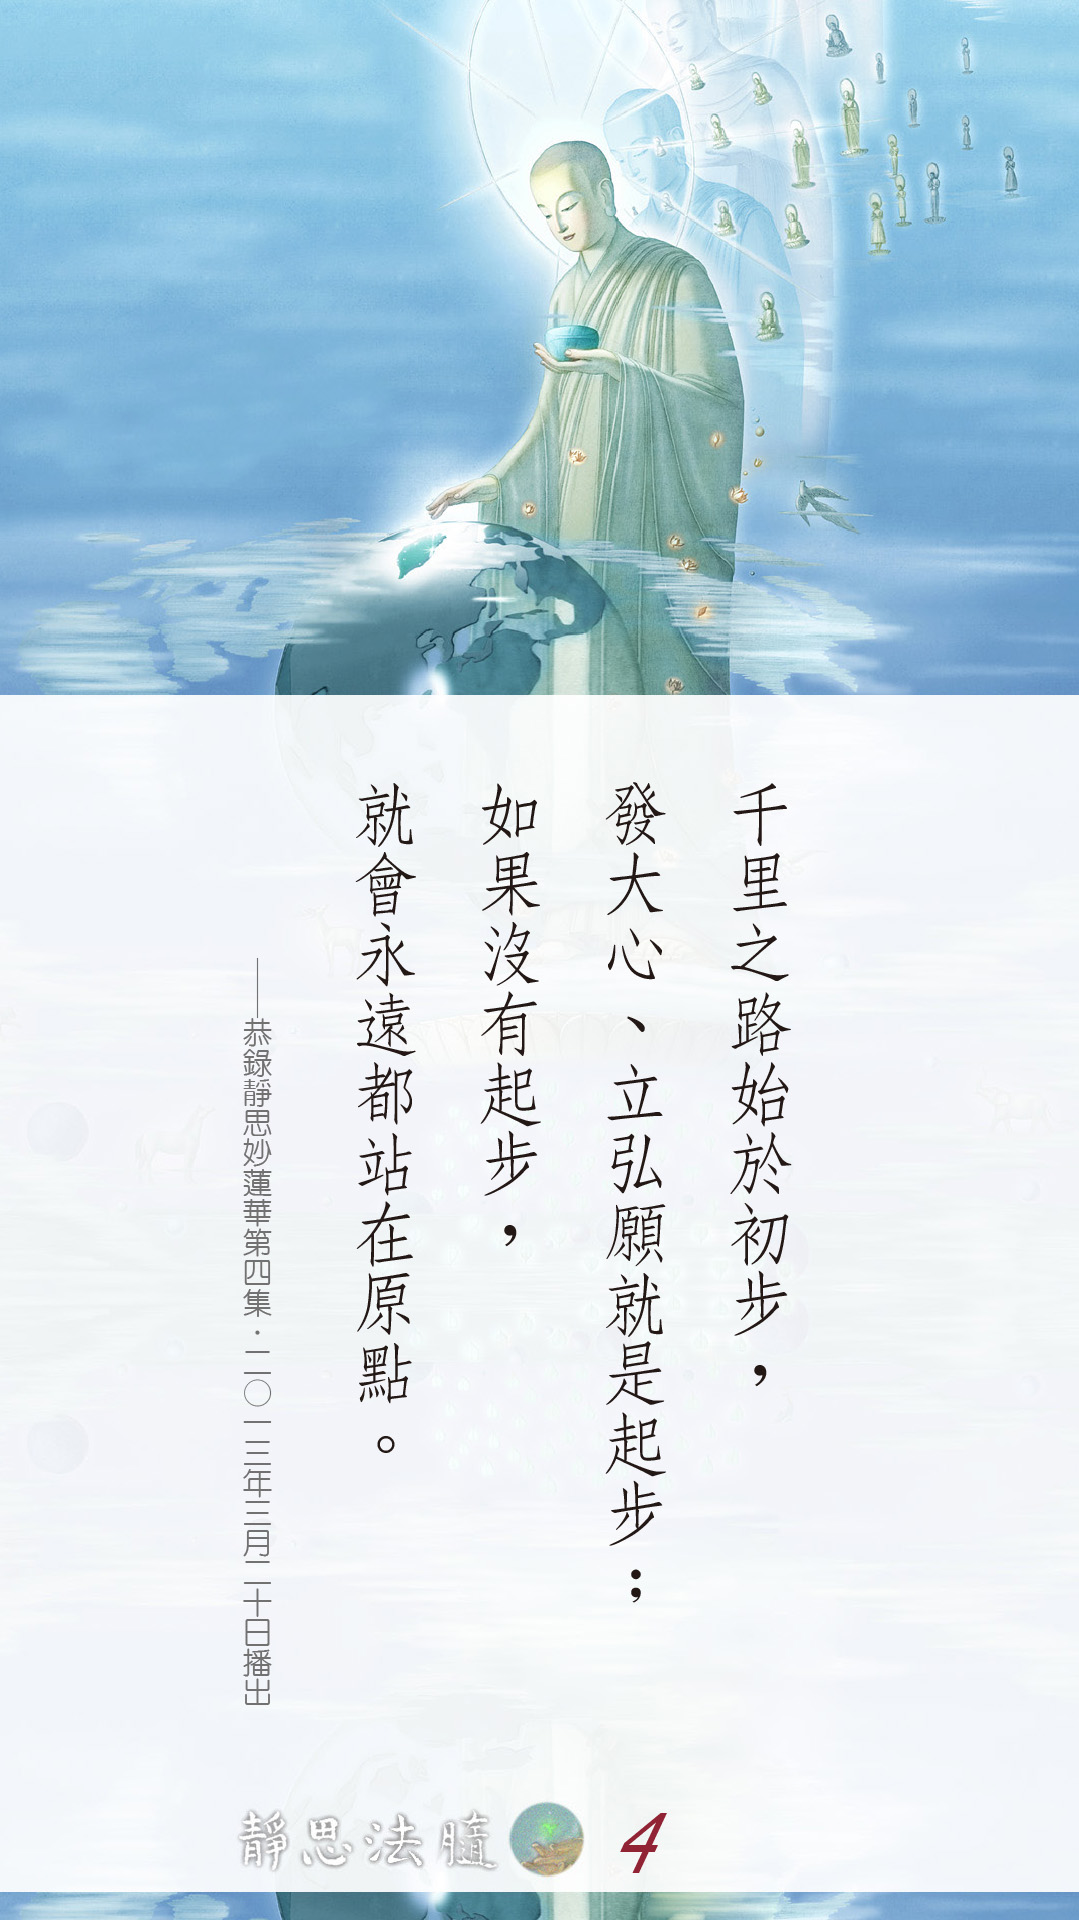 千里之路始於初步，
發大心、立弘願就是起步；
如果沒有起步，
就會永遠都站在原點。
——恭錄靜思妙蓮華第四集．二〇一三年三月二十日播出
靜思法髓
4